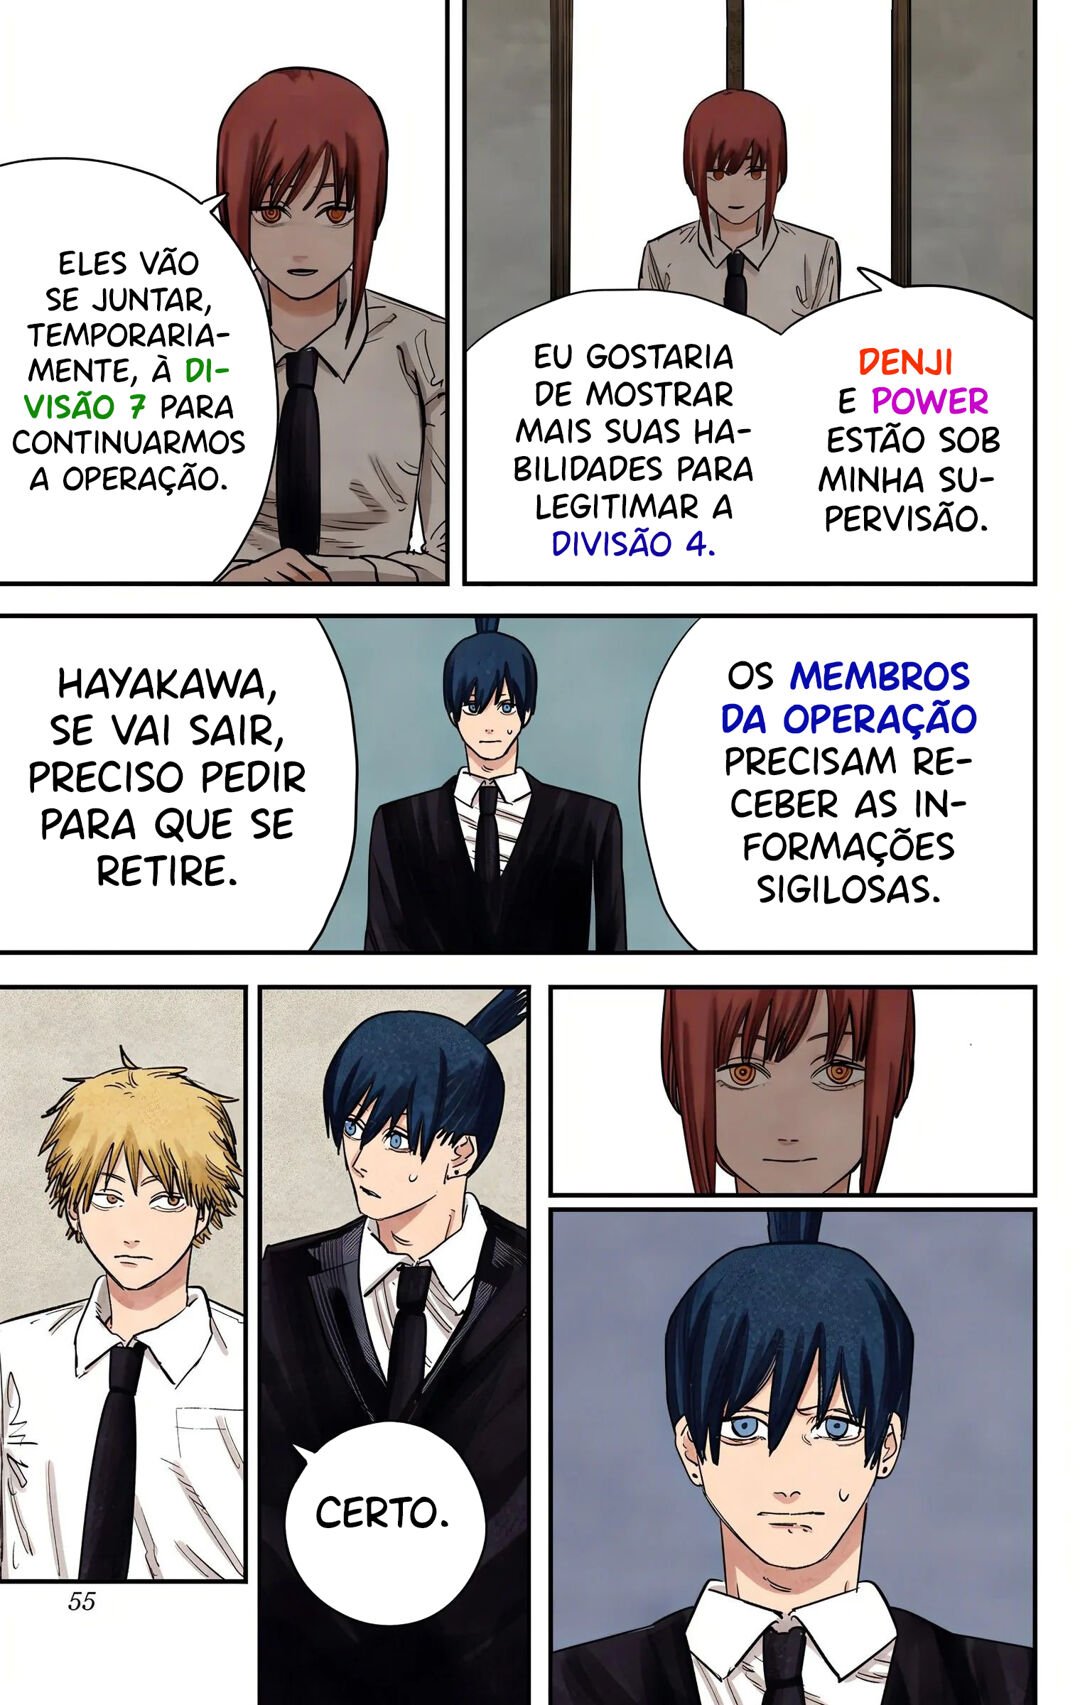 DENJI
E POWER
ESTÃO SOB
MINHA SU-
PERVISÃO.
EU GOSTARIA
DE MOSTRAR
MAIS SUAS HA-
BILIDADES PARA
LEGITIMAR A
DIVISÃO 4.
ELES VÃO
SE JUNTAR,
TEMPORARIA-
MENTE, À DI-
VISÃO 7 PARA
CONTINUARMOS
A OPERAÇÃO.
OS MEMBROS
DA OPERAÇÃO
PRECISAM RE-
CEBER AS IN-
FORMAÇÕES
SIGILOSAS.
HAYAKAWA,
SE VAI SAIR,
PRECISO PEDIR
PARA QUE SE
RETIRE.
CERTO.
55